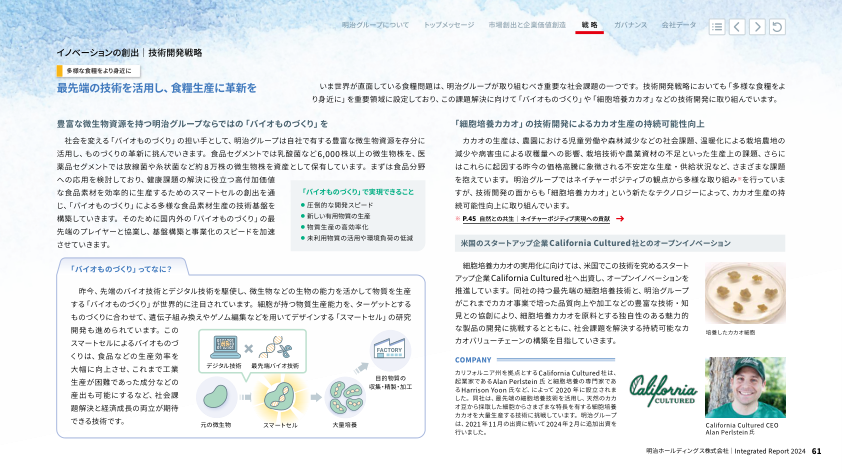 明治グループについて
トップメッセージ
市場創出と企業価値創造
戦 略
ガバナンス
会社データ
イノベーションの創出｜技術開発戦略
多様な食糧をより身近に
最先端の技術を活用し、食糧生産に革新を
いま世界が直面している食糧問題は、明治グループが取り組むべき重要な社会課題の一つです。技術開発戦略においても「多様な食糧をよ
り身近に」を重要領域に設定しており、この課題解決に向けて「バイオものづくり」や「細胞培養カカオ」などの技術開発に取り組んでいます。
豊富な微生物資源を持つ明治グループならではの「バイオものづくり」を
社会を変える「バイオものづくり」の担い手として、明治グループは自社で有する豊富な微生物資源を存分に
活用し、ものづくりの革新に挑んでいきます。食品セグメントでは乳酸菌など6,000株以上の微生物株を、医
薬品セグメントでは放線菌や糸状菌など約8万株の微生物株を資産として保有しています。まずは食品分野
への応用を検討しており、健康課題の解決に役立つ高付加価値
な食品素材を効率的に生産するためのスマートセルの創出を通
じ、「バイオものづくり」による多様な食品素材生産の技術基盤を
構築していきます。そのために国内外の「バイオものづくり」の最
先端のプレイヤーと協業し、基盤構築と事業化のスピードを加速
させていきます。
「バイオものづくり」で実現できること
● 圧倒的な開発スピード
● 新しい有用物質の生産
● 物質生産の高効率化
● 未利用物質の活用や環境負荷の低減
「バイオものづくり」ってなに？
昨今、先端のバイオ技術とデジタル技術を駆使し、微生物などの生物の能力を活かして物質を生産
する「バイオものづくり」が世界的に注目されています。細胞が持つ物質生産能力を、ターゲットとする
ものづくりに合わせて、遺伝子組み換えやゲノム編集などを用いてデザインする「スマートセル」の研究
開発も進められています。この
スマートセルによるバイオものづ
くりは、食品などの生産効率を
大幅に向上させ、これまで工業
生産が困難であった成分などの
産出も可能にするなど、社会課
題解決と経済成長の両立が期待
できる技術です。
デジタル技術
最先端バイオ技術
元の微生物
スマートセル
大量培養
FACTORY
目的物質の
収集・精製・加工
「細胞培養カカオ」の技術開発によるカカオ生産の持続可能性向上
カカオの生産は、農園における児童労働や森林減少などの社会課題、温暖化による栽培農地の
減少や病害虫による収穫量への影響、栽培技術や農業資材の不足といった生産上の課題、さらに
はこれらに起因する昨今の価格高騰に象徴される不安定な生産・供給状況など、さまざまな課題
を抱えています。明治グループではネイチャーポジティブの観点から多様な取り組み※を行っていま
すが、技術開発の面からも「細胞培養カカオ」という新たなテクノロジーによって、カカオ生産の持
続可能性向上に取り組んでいます。
※ P.45 自然との共生｜ネイチャーポジティブ実現への貢献
米国のスタートアップ企業California Cultured社とのオープンイノベーション
細胞培養カカオの実用化に向けては、米国でこの技術を究めるスタート
アップ企業California Cultured社へ出資し、オープンイノベーションを
推進しています。同社の持つ最先端の細胞培養技術と、明治グループ
がこれまでカカオ事業で培った品質向上や加工などの豊富な技術・知
見との協創により、細胞培養カカオを原料とする独自性のある魅力的
な製品の開発に挑戦するとともに、社会課題を解決する持続可能なカ
カオバリューチェーンの構築を目指していきます。
培養したカカオ細胞
COMPANY
カリフォルニア州を拠点とするCalifornia Cultured社は、
起業家であるAlan Perlstein氏と細胞培養の専門家であ
るHarrison Yoon氏など、によって2020年に設立されま
した。同社は、最先端の細胞培養技術を活用し、天然のカカ
オ豆から採取した細胞からさまざまな特長を有する細胞培養
カカオを大量生産する技術に挑戦しています。明治グループ
は、2021年11月の出資に続いて2024年2月に追加出資を
行いました。
California
CULTURED
California Cultured CEO
Alan Perlstein氏
明治ホールディングス株式会社｜Integrated Report 2024 61